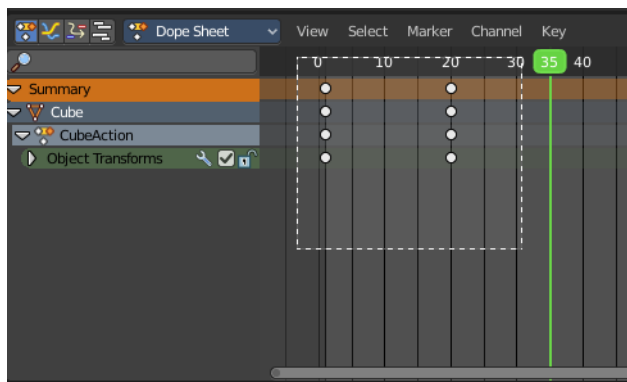 Dope Sheet View Select Marker Channel Key
0 10 20 30 35 40
Summary
Cube
CubeAction
Object Transforms